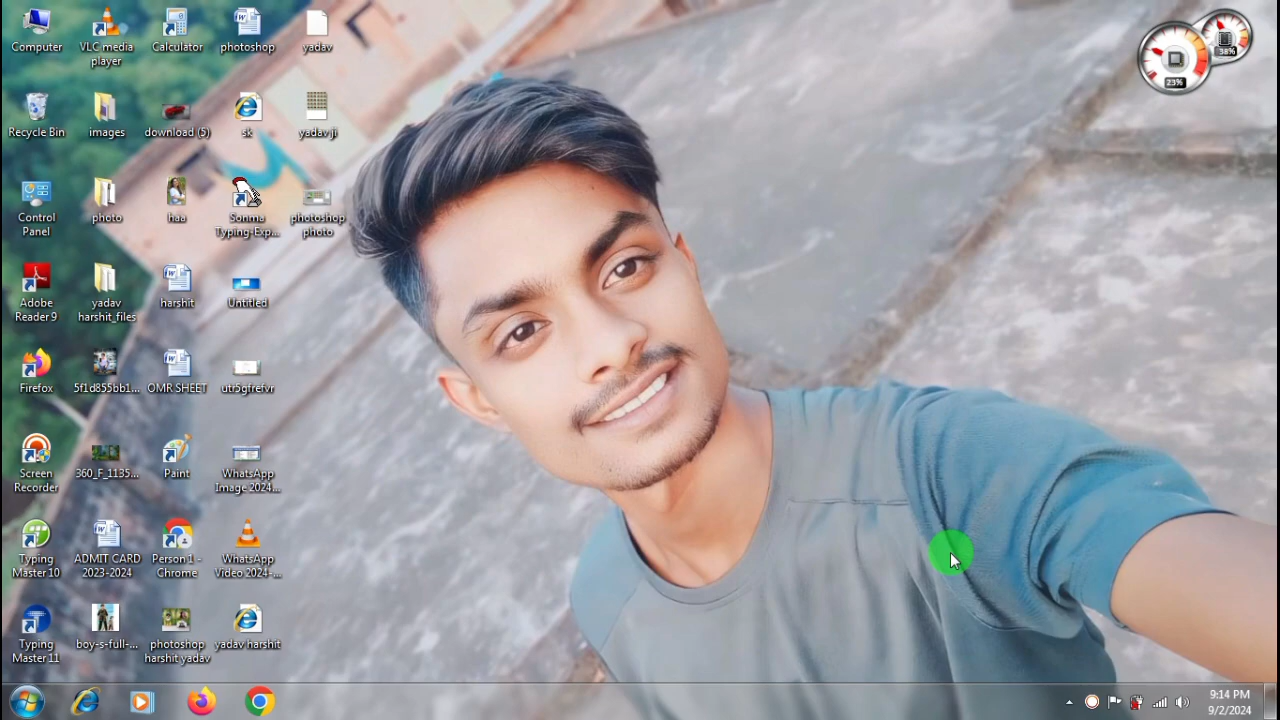 Computer
VLC media
player
Calculator
photoshop
yadav
Recycle Bin
images
download (5)
sk
yadav ji
Control
Panel
photo
haa
Sonma
Typing-Exp...
photoshop
photo
Adobe
Reader 9
yadav
harshit_files
harshit
Untitled
Firefox
5f1d855bb1...
OMR SHEET
utr5gfrefvr
Screen
Recorder
360_F_1135...
Paint
WhatsApp
Image 2024...
Typing
Master 10
ADMIT CARD
2023-2024
Person 1 -
Chrome
WhatsApp
Video 2024-...
Typing
Master 11
boy-s-full-...
photoshop
harshit yadav
yadav harshit
38%
23%
9:14 PM
9/2/2024